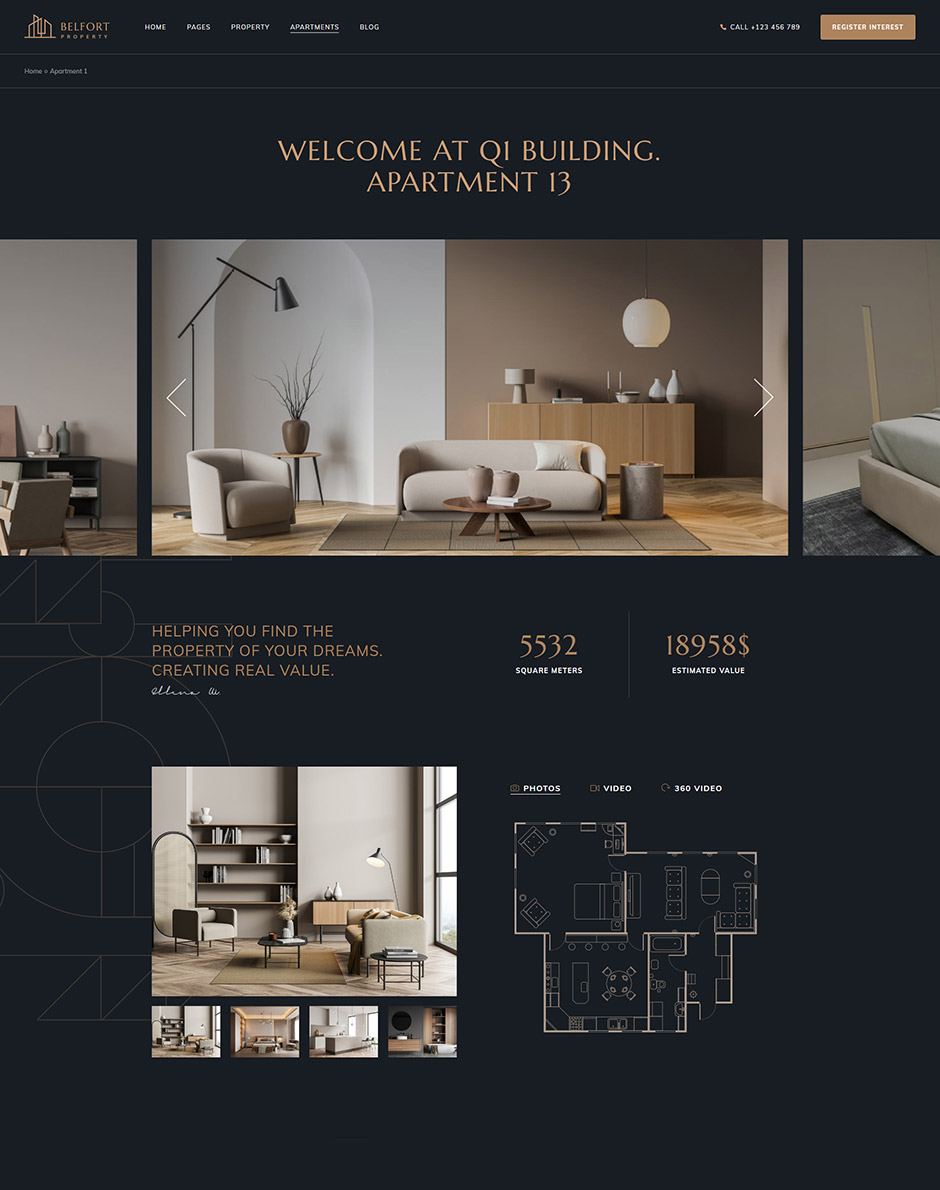 BELFORT
PROPERTY
HOME PAGES PROPERTY APARTMENTS BLOG
CALL +123 456 789
REGISTER INTEREST
Home Apartment 1
WELCOME AT Q1 BUILDING.
APARTMENT 13
HELPING YOU FIND THE
PROPERTY OF YOUR DREAMS.
CREATING REAL VALUE.
5532
SQUARE METERS
18958$
ESTIMATED VALUE
PHOTOS VIDEO 360 VIDEO